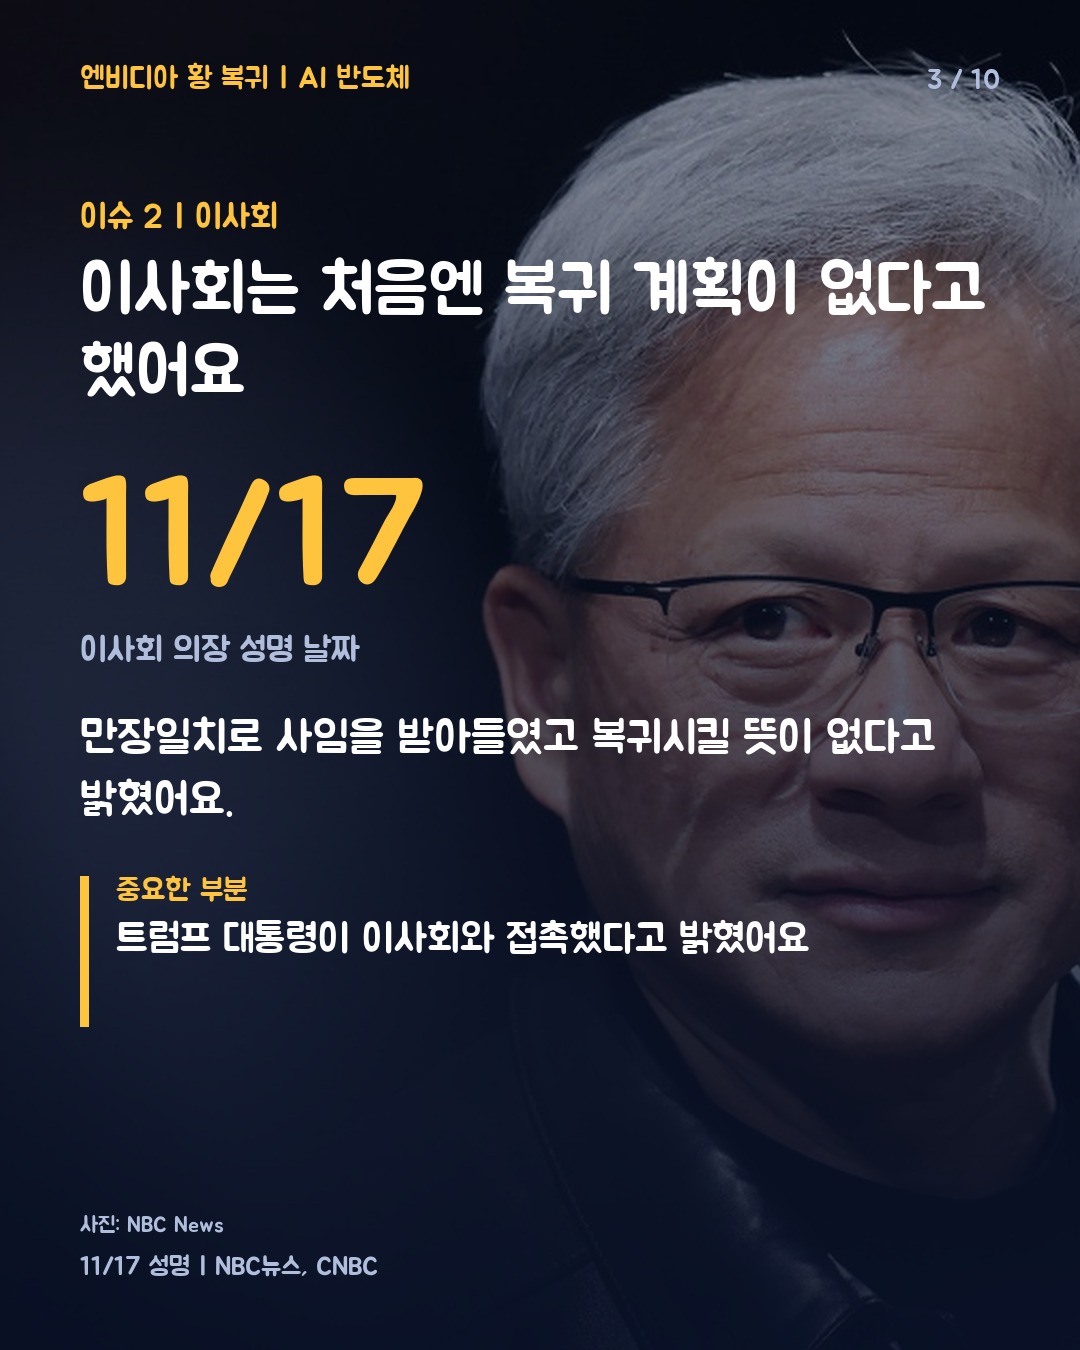 엔비디아 황 복귀 | AI 반도체
3 / 10
이슈 2 | 이사회
이사회는 처음엔 복귀 계획이 없다고
했어요
11/17
이사회 의장 성명 날짜
만장일치로 사임을 받아들였고 복귀시킬 뜻이 없다고
밝혔어요.
중요한 부분
트럼프 대통령이 이사회와 접촉했다고 밝혔어요
사진: NBC News
11/17 성명 | NBC뉴스, CNBC